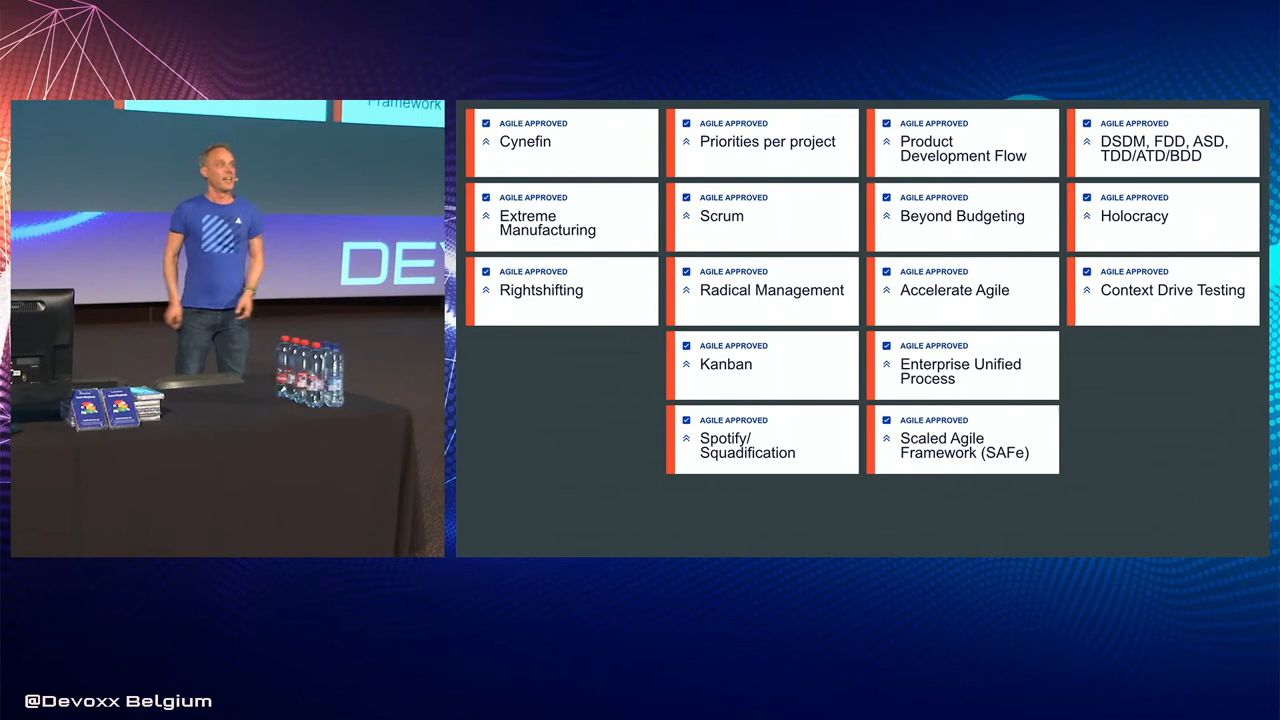 Framework
DEV
AGILE APPROVED
Cynefin
AGILE APPROVED
Priorities per project
AGILE APPROVED
Product
Development Flow
AGILE APPROVED
DSDM, FDD, ASD,
TDD/ATD/BDD
AGILE APPROVED
Extreme
Manufacturing
AGILE APPROVED
Scrum
AGILE APPROVED
Beyond Budgeting
AGILE APPROVED
Holocracy
AGILE APPROVED
Rightshifting
AGILE APPROVED
Radical Management
AGILE APPROVED
Accelerate Agile
AGILE APPROVED
Context Drive Testing
AGILE APPROVED
Kanban
AGILE APPROVED
Enterprise Unified
Process
AGILE APPROVED
Spotify/
Squadification
AGILE APPROVED
Scaled Agile
Framework (SAFe)
@Devoxx Belgium